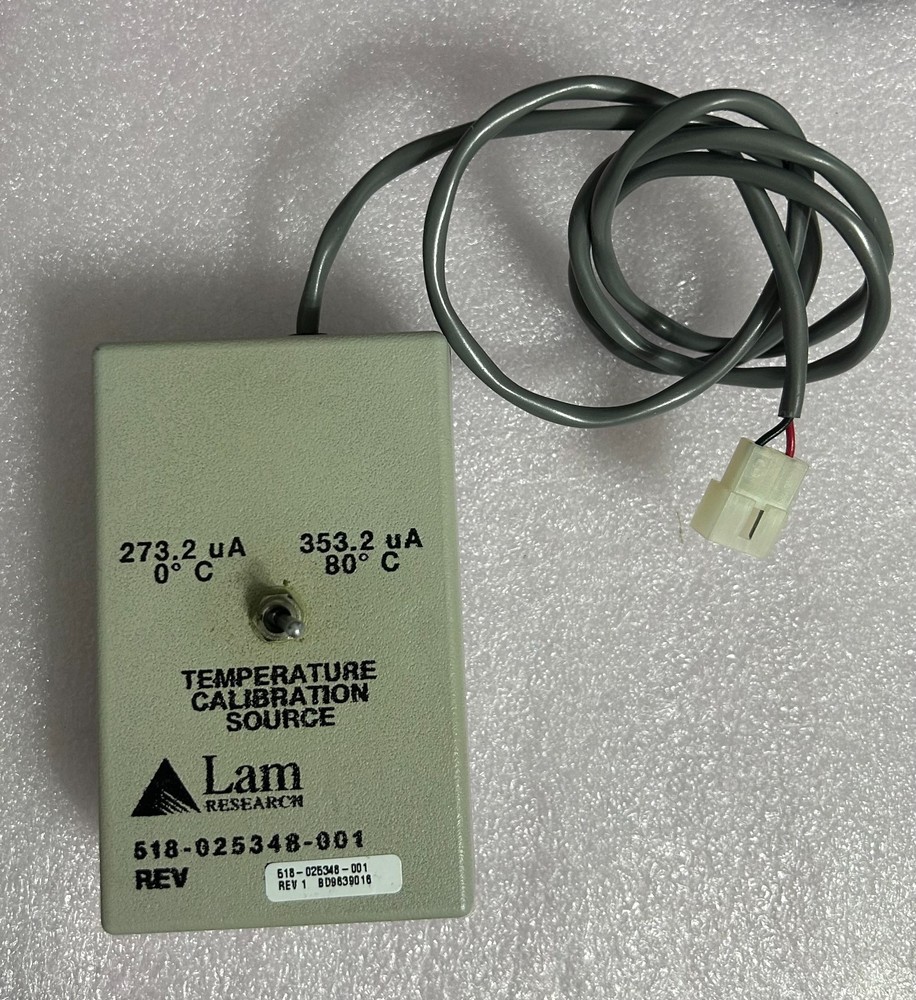 273.2 uA 353.2 uA
0° C 80° C
TEMPERATURE
CALIBRATION
SOURCE
Lam
RESEARCH
518-025348-001
REV
518-025348-001
REV 1 BD9639016